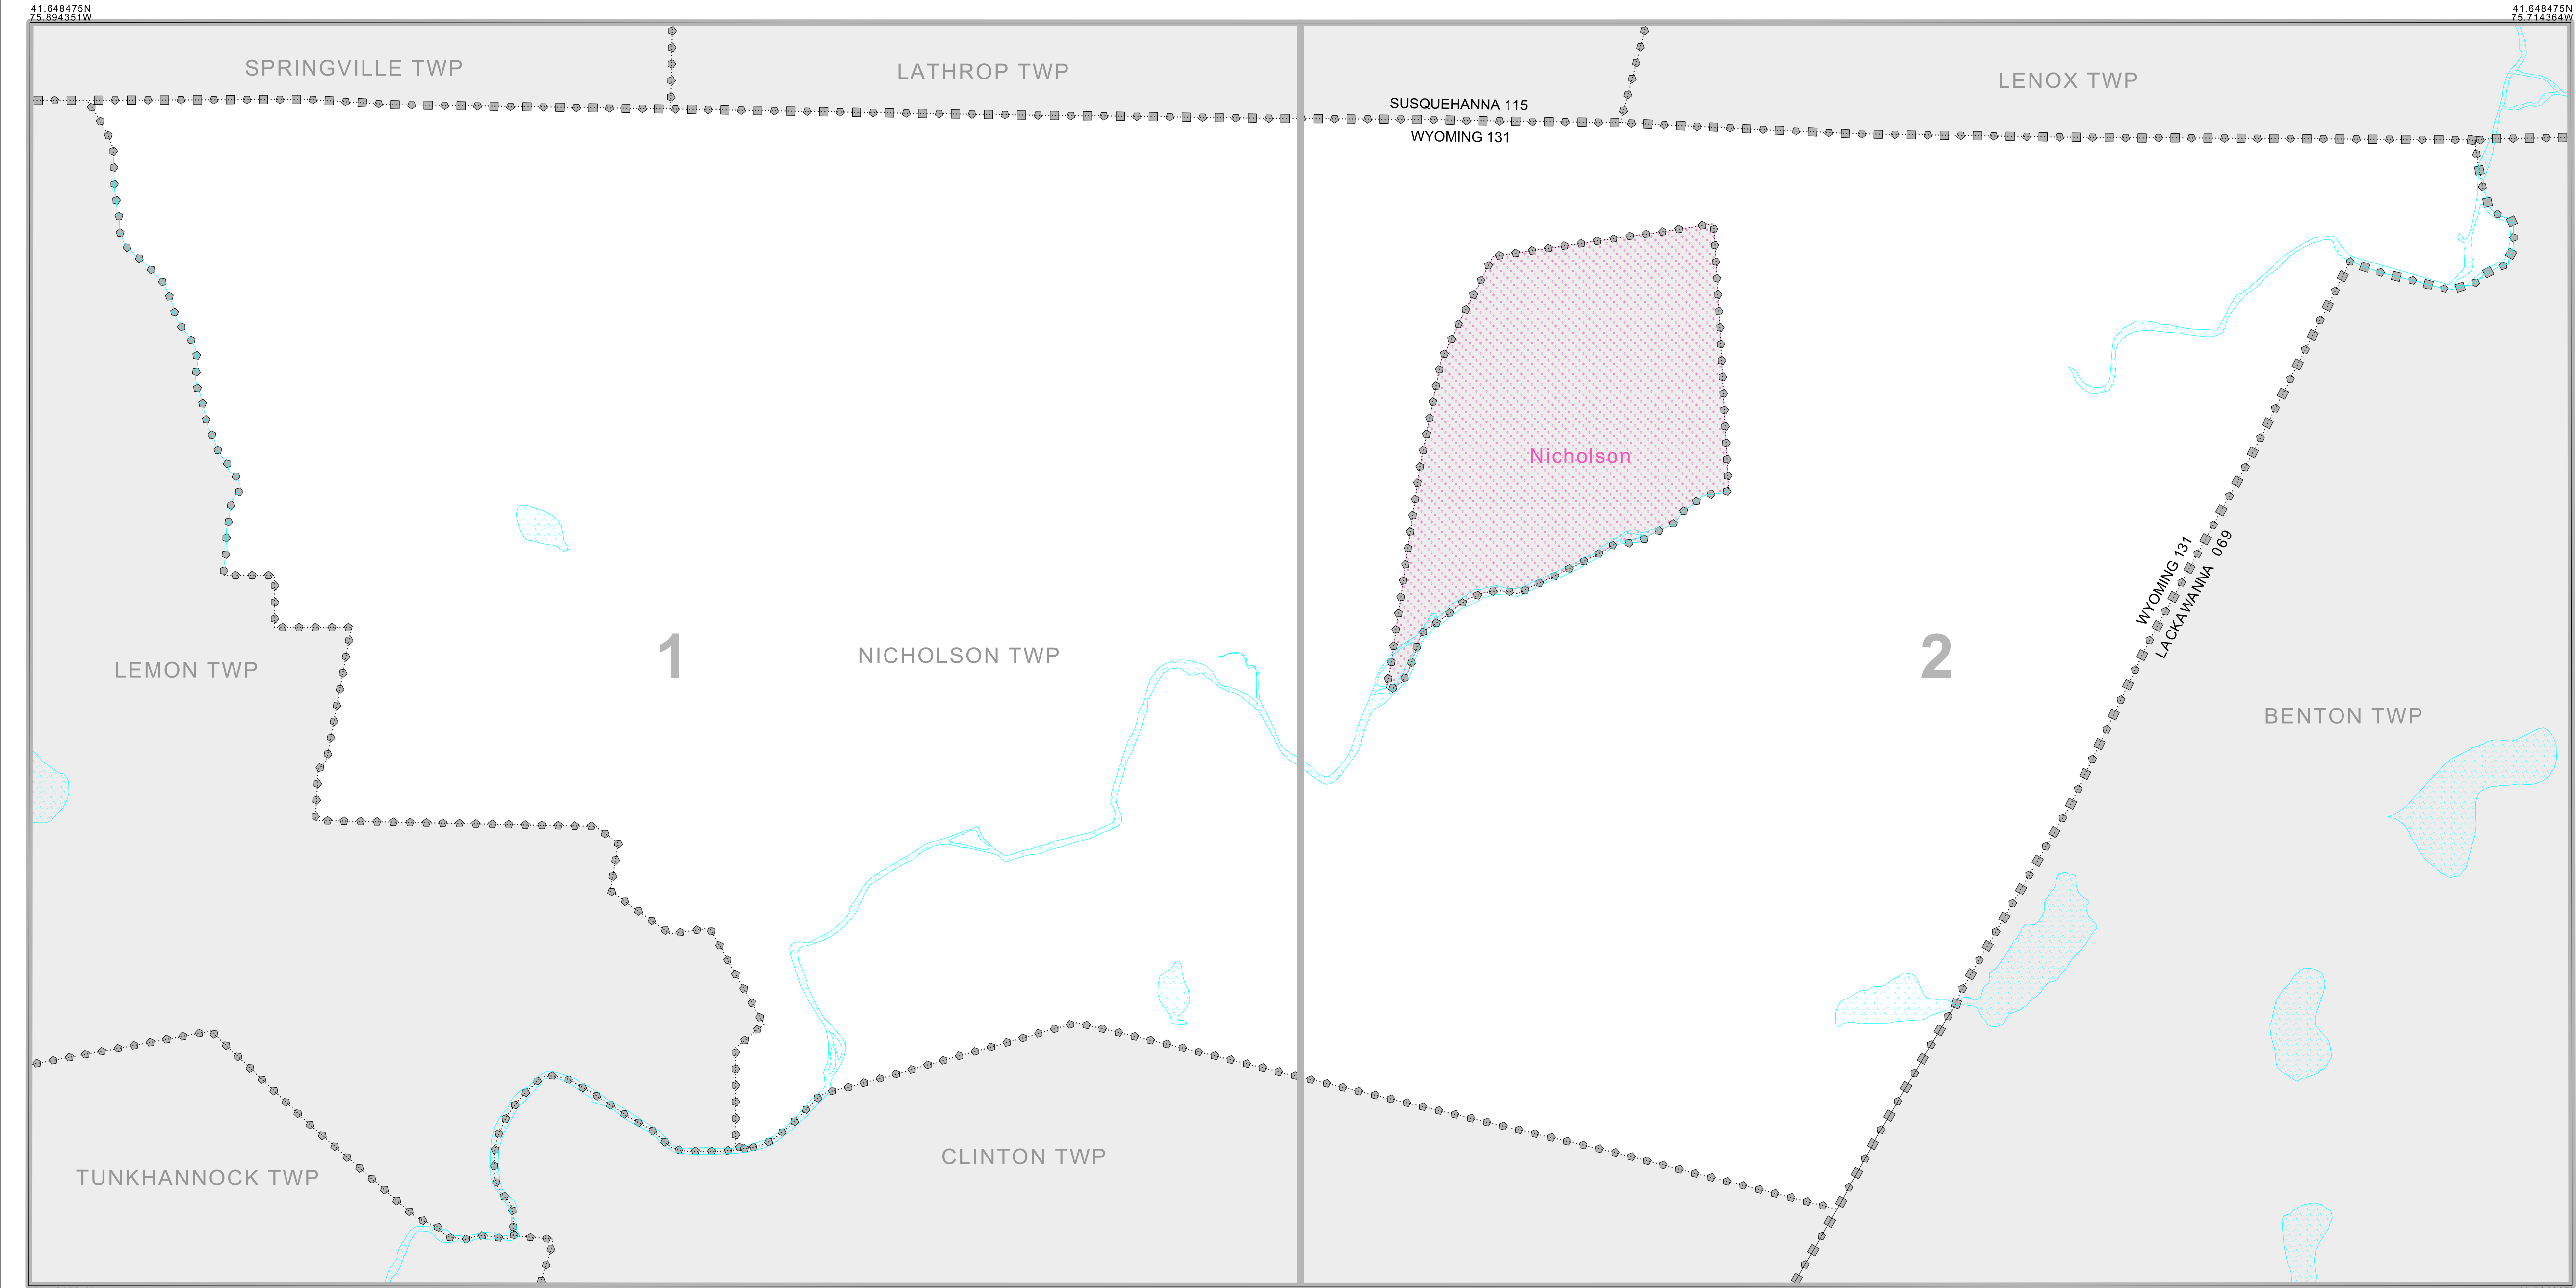 41.648475N
75.894351W
41.648475N
75.714364W
SPRINGVILLE TWP
LATHROP TWP
LENOX TWP
SUSQUEHANNA 115
WYOMING 131
Nicholson
WYOMING 131
LACKAWANNA 069
1
NICHOLSON TWP
2
LEMON TWP
BENTON TWP
CLINTON TWP
TUNKHANNOCK TWP